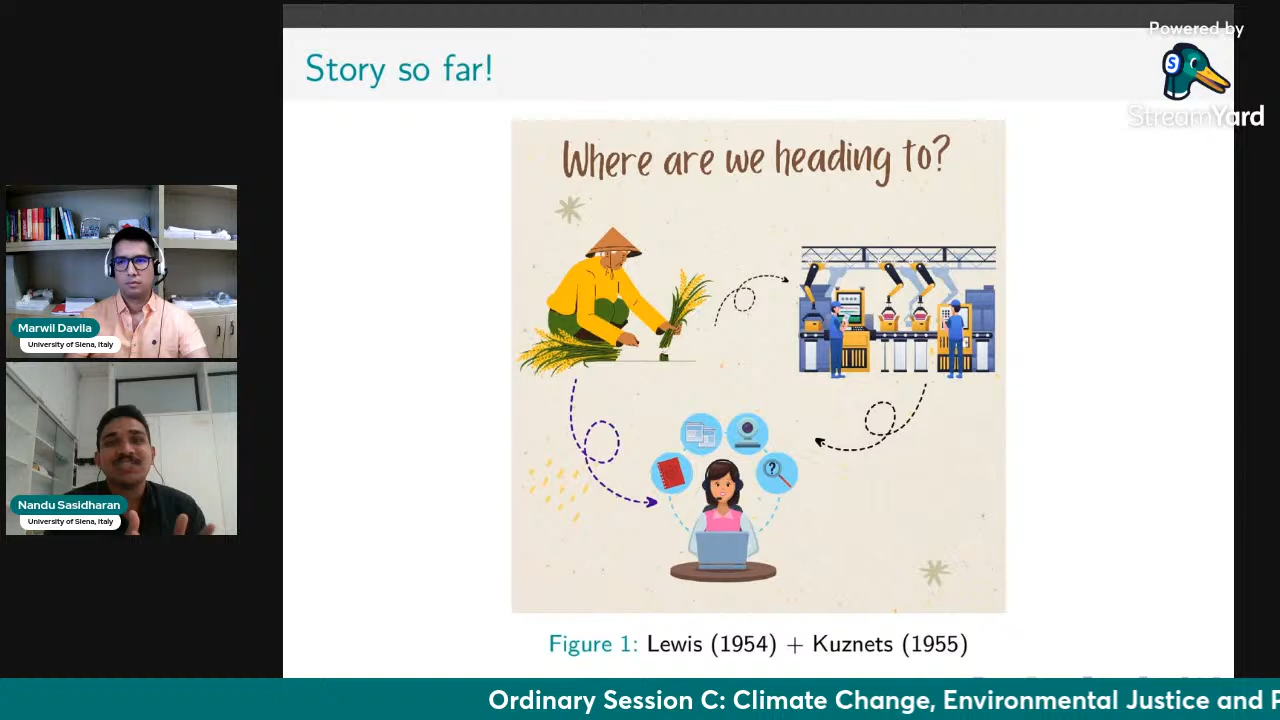 Powered by
StreamYard
Story so far!
Where are we heading to?
Marwil Davila
University of Siena, Italy
Nandu Sasidharan
University of Siena, Italy
Figure 1: Lewis (1954) + Kuznets (1955)
Ordinary Session C: Climate Change, Environmental Justice and